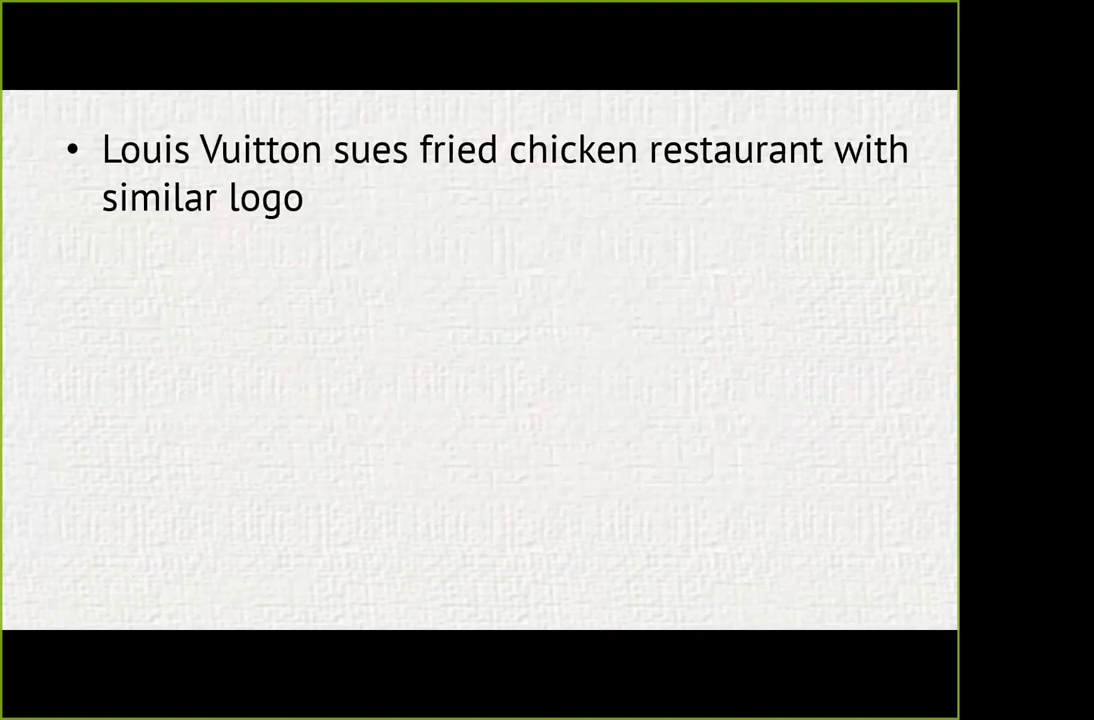 • Louis Vuitton sues fried chicken restaurant with
similar logo